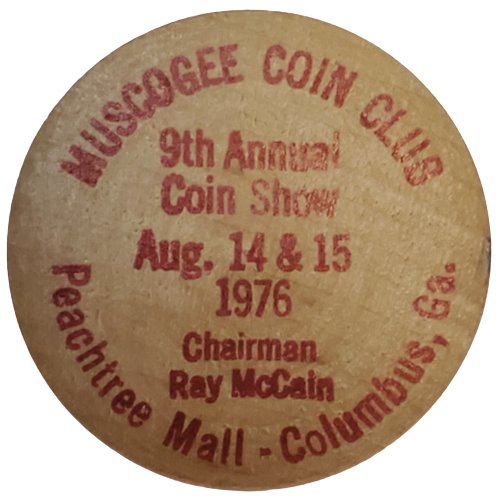 MUSCOGEE COIN CLUB
9th Annual
Coin Show
Aug. 14 & 15
1976
Chairman
Ray McCain
Peachtree Mall - Columbus, Ga.